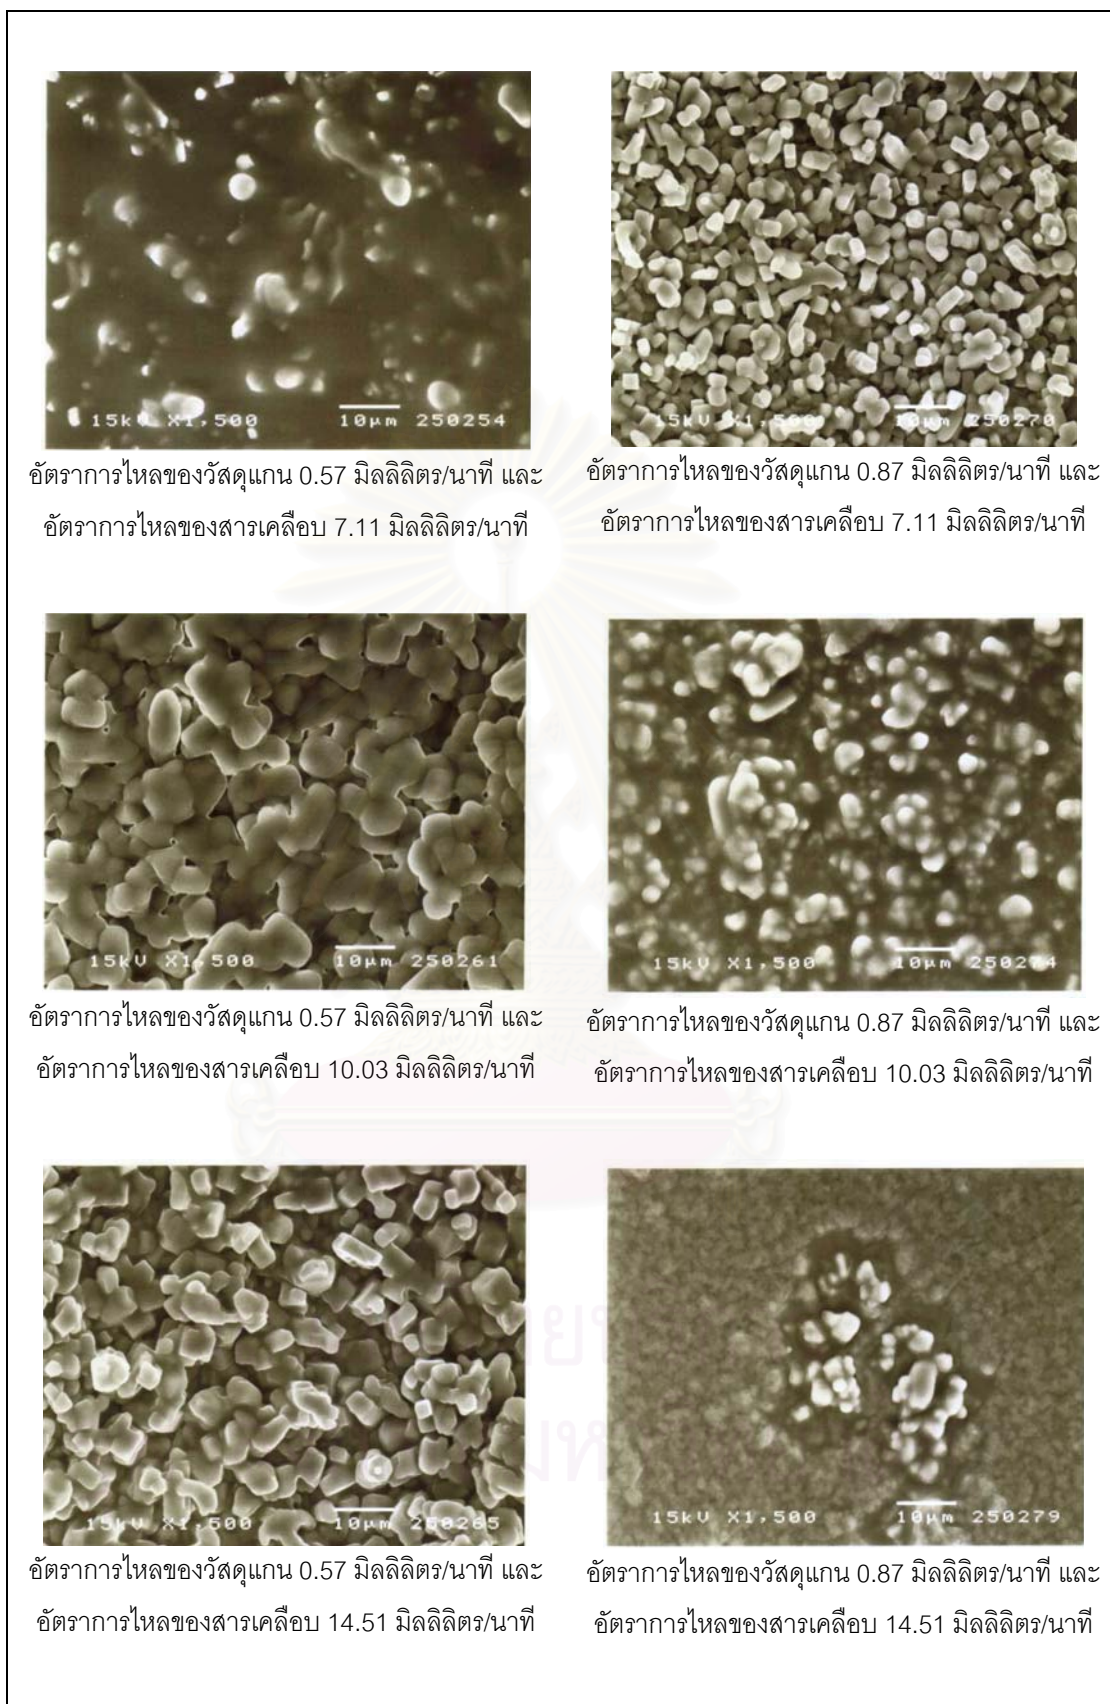 15kV X1,500 10µm 250254
15kV X1,500 10µm 250270
อัตราการไหลของวัสดุแกน 0.57 มิลลิลิตร/นาที และ
อัตราการไหลของสารเคลือบ 7.11 มิลลิลิตร/นาที
อัตราการไหลของวัสดุแกน 0.87 มิลลิลิตร/นาที และ
อัตราการไหลของสารเคลือบ 7.11 มิลลิลิตร/นาที
15kV X1,500 10µm 250261
15kV X1,500 10µm 250274
อัตราการไหลของวัสดุแกน 0.57 มิลลิลิตร/นาที และ
อัตราการไหลของสารเคลือบ 10.03 มิลลิลิตร/นาที
อัตราการไหลของวัสดุแกน 0.87 มิลลิลิตร/นาที และ
อัตราการไหลของสารเคลือบ 10.03 มิลลิลิตร/นาที
15kV X1,500 10µm 250265
15kV X1,500 10µm 250279
อัตราการไหลของวัสดุแกน 0.57 มิลลิลิตร/นาที และ
อัตราการไหลของสารเคลือบ 14.51 มิลลิลิตร/นาที
อัตราการไหลของวัสดุแกน 0.87 มิลลิลิตร/นาที และ
อัตราการไหลของสารเคลือบ 14.51 มิลลิลิตร/นาที